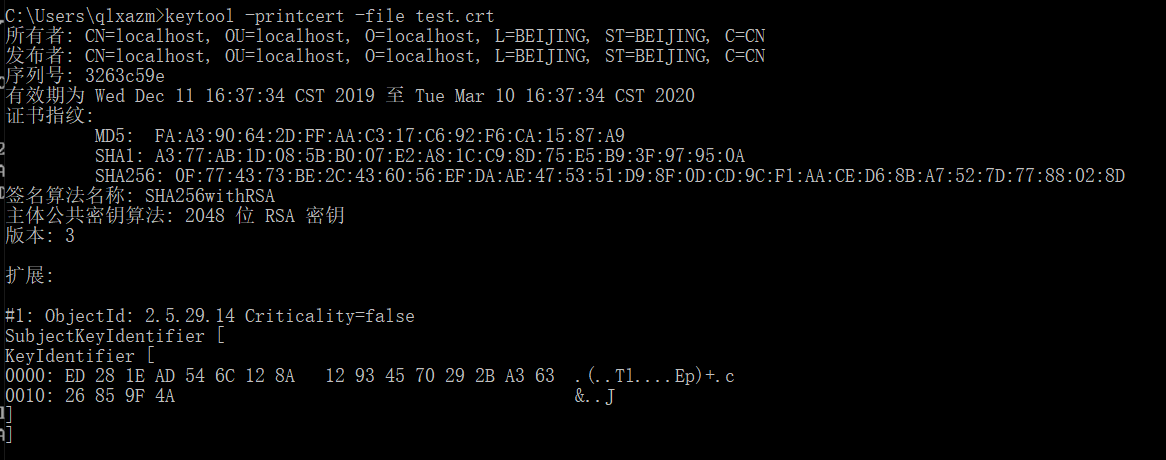 C:\Users\qlxazm>keytool -printcert -file test.crt
所有者: CN=localhost, OU=localhost, O=localhost, L=BEIJING, ST=BEIJING, C=CN
发布者: CN=localhost, OU=localhost, O=localhost, L=BEIJING, ST=BEIJING, C=CN
序列号: 3263c59e
有效期为 Wed Dec 11 16:37:34 CST 2019 至 Tue Mar 10 16:37:34 CST 2020
证书指纹:
         MD5:  FA:A3:90:64:2D:FF:AA:C3:17:C6:92:F6:CA:15:87:A9
         SHA1: A3:77:AB:1D:08:5B:B0:07:E2:A8:1C:C9:8D:75:E5:B9:3F:97:95:0A
         SHA256: 0F:77:43:73:BE:2C:43:60:56:EF:DA:AE:47:53:51:D9:8F:0D:CD:9C:F1:AA:CE:D6:8B:A7:52:7D:77:88:02:8D
签名算法名称: SHA256withRSA
主体公共密钥算法: 2048 位 RSA 密钥
版本: 3
扩展:
#1: ObjectId: 2.5.29.14 Criticality=false
SubjectKeyIdentifier [
KeyIdentifier [
0000: ED 28 1E AD 54 6C 12 8A   12 93 45 70 29 2B A3 63  .(..Tl....Ep)+.c
0010: 26 85 9F 4A                                        &..J
]
]